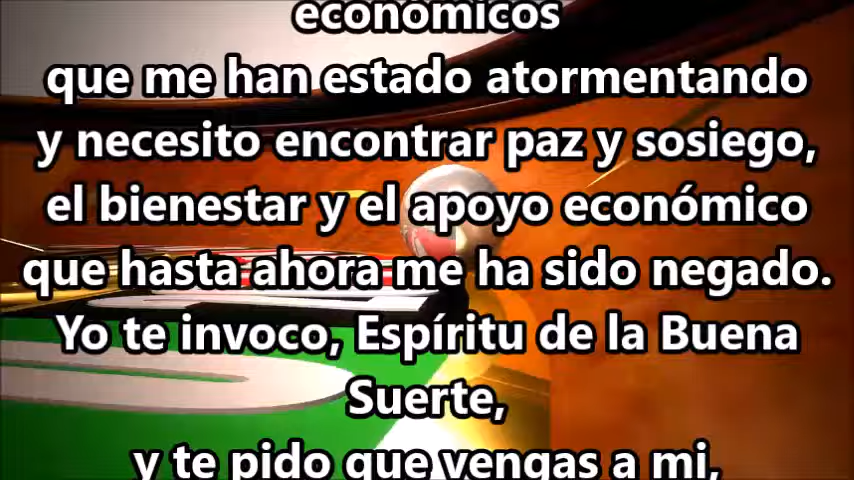 económicos
que me han estado atormentando
y necesito encontrar paz y sosiego,
el bienestar y el apoyo económico
que hasta ahora me ha sido negado.
Yo te invoco, Espíritu de la Buena
Suerte,
y te pido que vengas a mi,